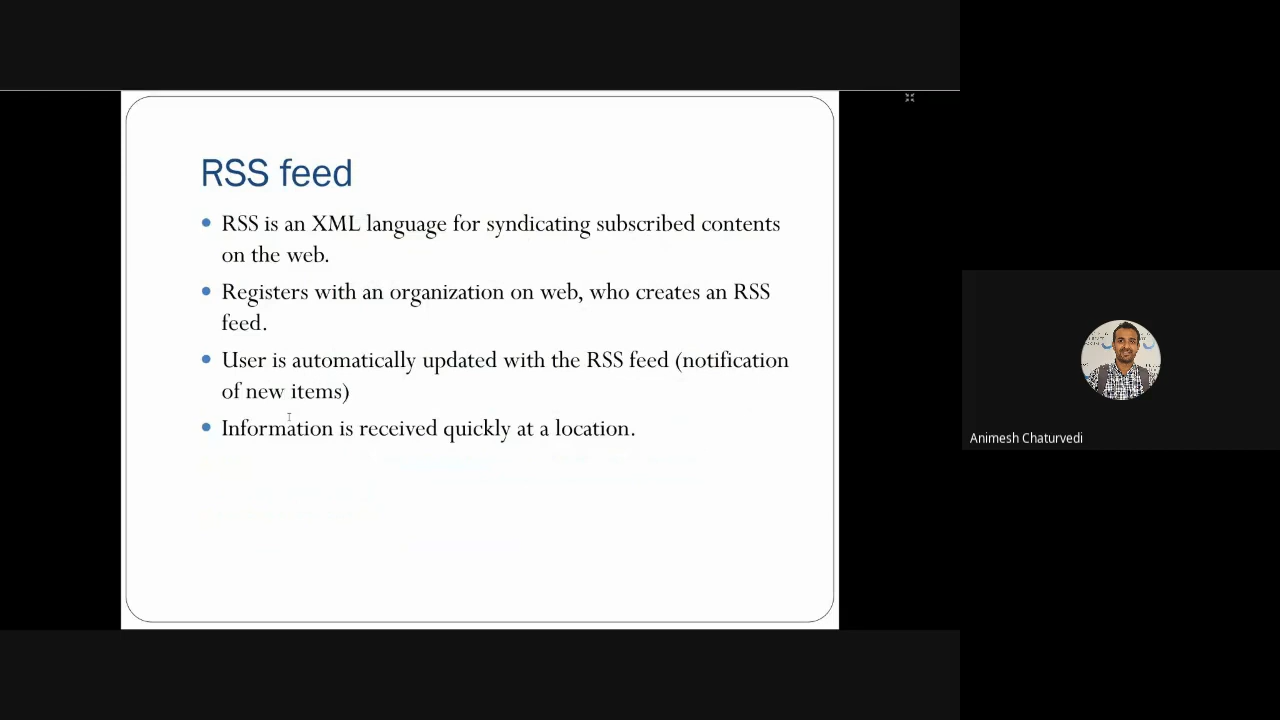 RSS feed
RSS is an XML language for syndicating subscribed contents
on the web.
Registers with an organization on web, who creates an RSS
feed.
User is automatically updated with the RSS feed (notification
of new items)
Information is received quickly at a location.
Animesh Chaturvedi